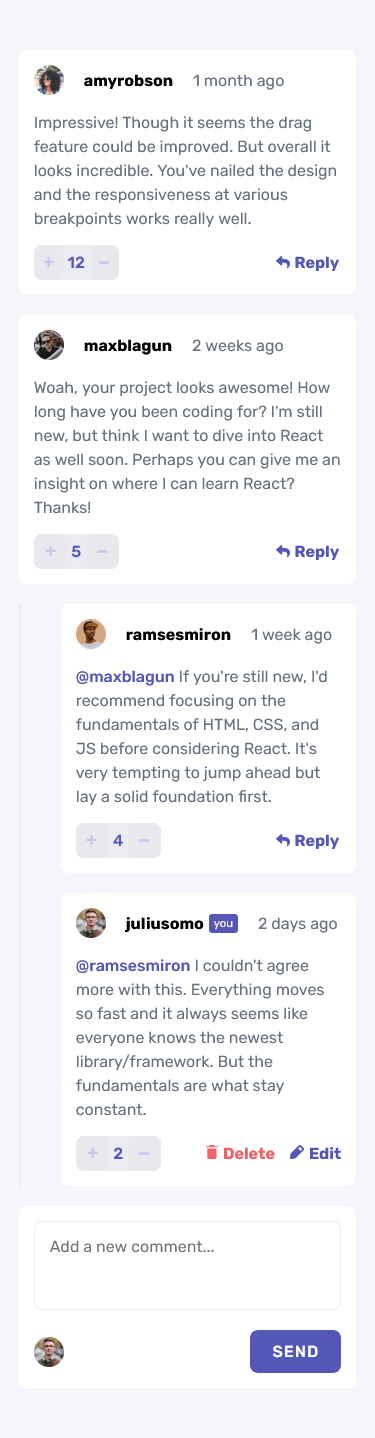 amyrobson 1 month ago
Impressive! Though it seems the drag
feature could be improved. But overall it
looks incredible. You've nailed the design
and the responsiveness at various
breakpoints works really well.
+ 12 − Reply
maxblagun 2 weeks ago
Woah, your project looks awesome! How
long have you been coding for? I'm still
new, but think I want to dive into React
as well soon. Perhaps you can give me an
insight on where I can learn React?
Thanks!
+ 5 − Reply
ramsesmiron 1 week ago
@maxblagun If you're still new, I'd
recommend focusing on the
fundamentals of HTML, CSS, and
JS before considering React. It's
very tempting to jump ahead but
lay a solid foundation first.
+ 4 − Reply
juliusomo you 2 days ago
@ramsesmiron I couldn't agree
more with this. Everything moves
so fast and it always seems like
everyone knows the newest
library/framework. But the
fundamentals are what stay
constant.
+ 2 − Delete Edit
Add a new comment...
SEND